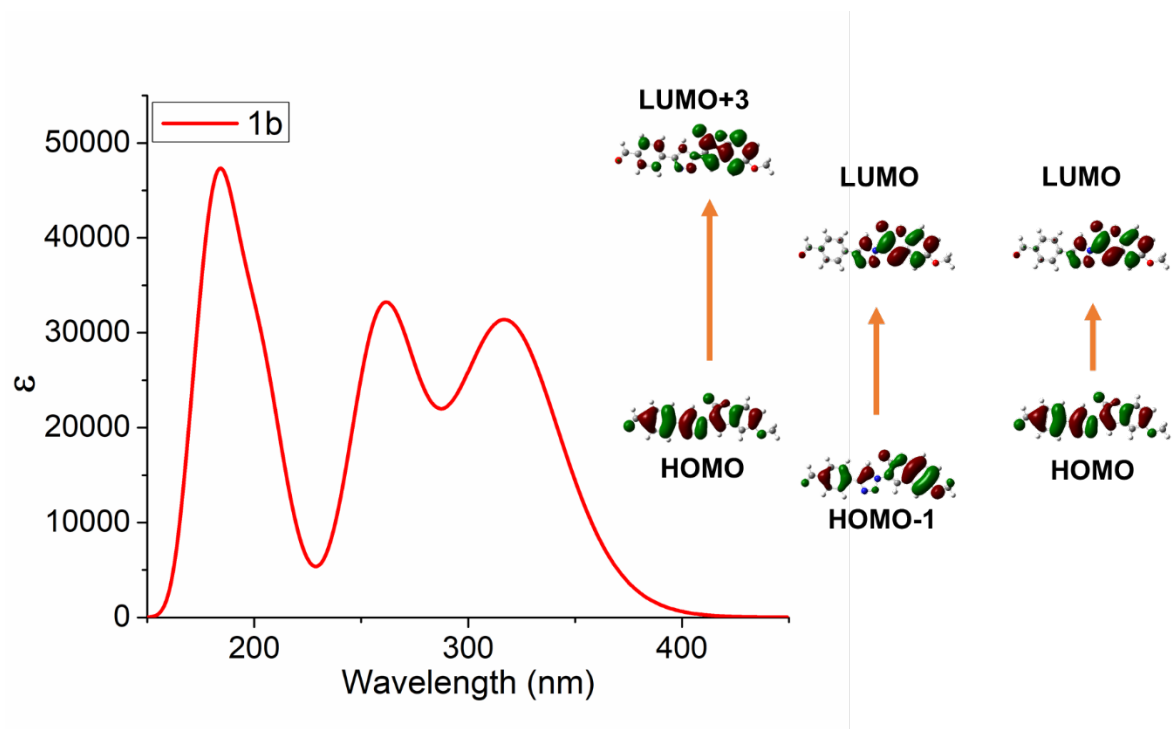 1b
50000
40000
30000
20000
10000
0
ε
200
300
400
Wavelength (nm)
LUMO+3
HOMO
LUMO
HOMO-1
LUMO
HOMO